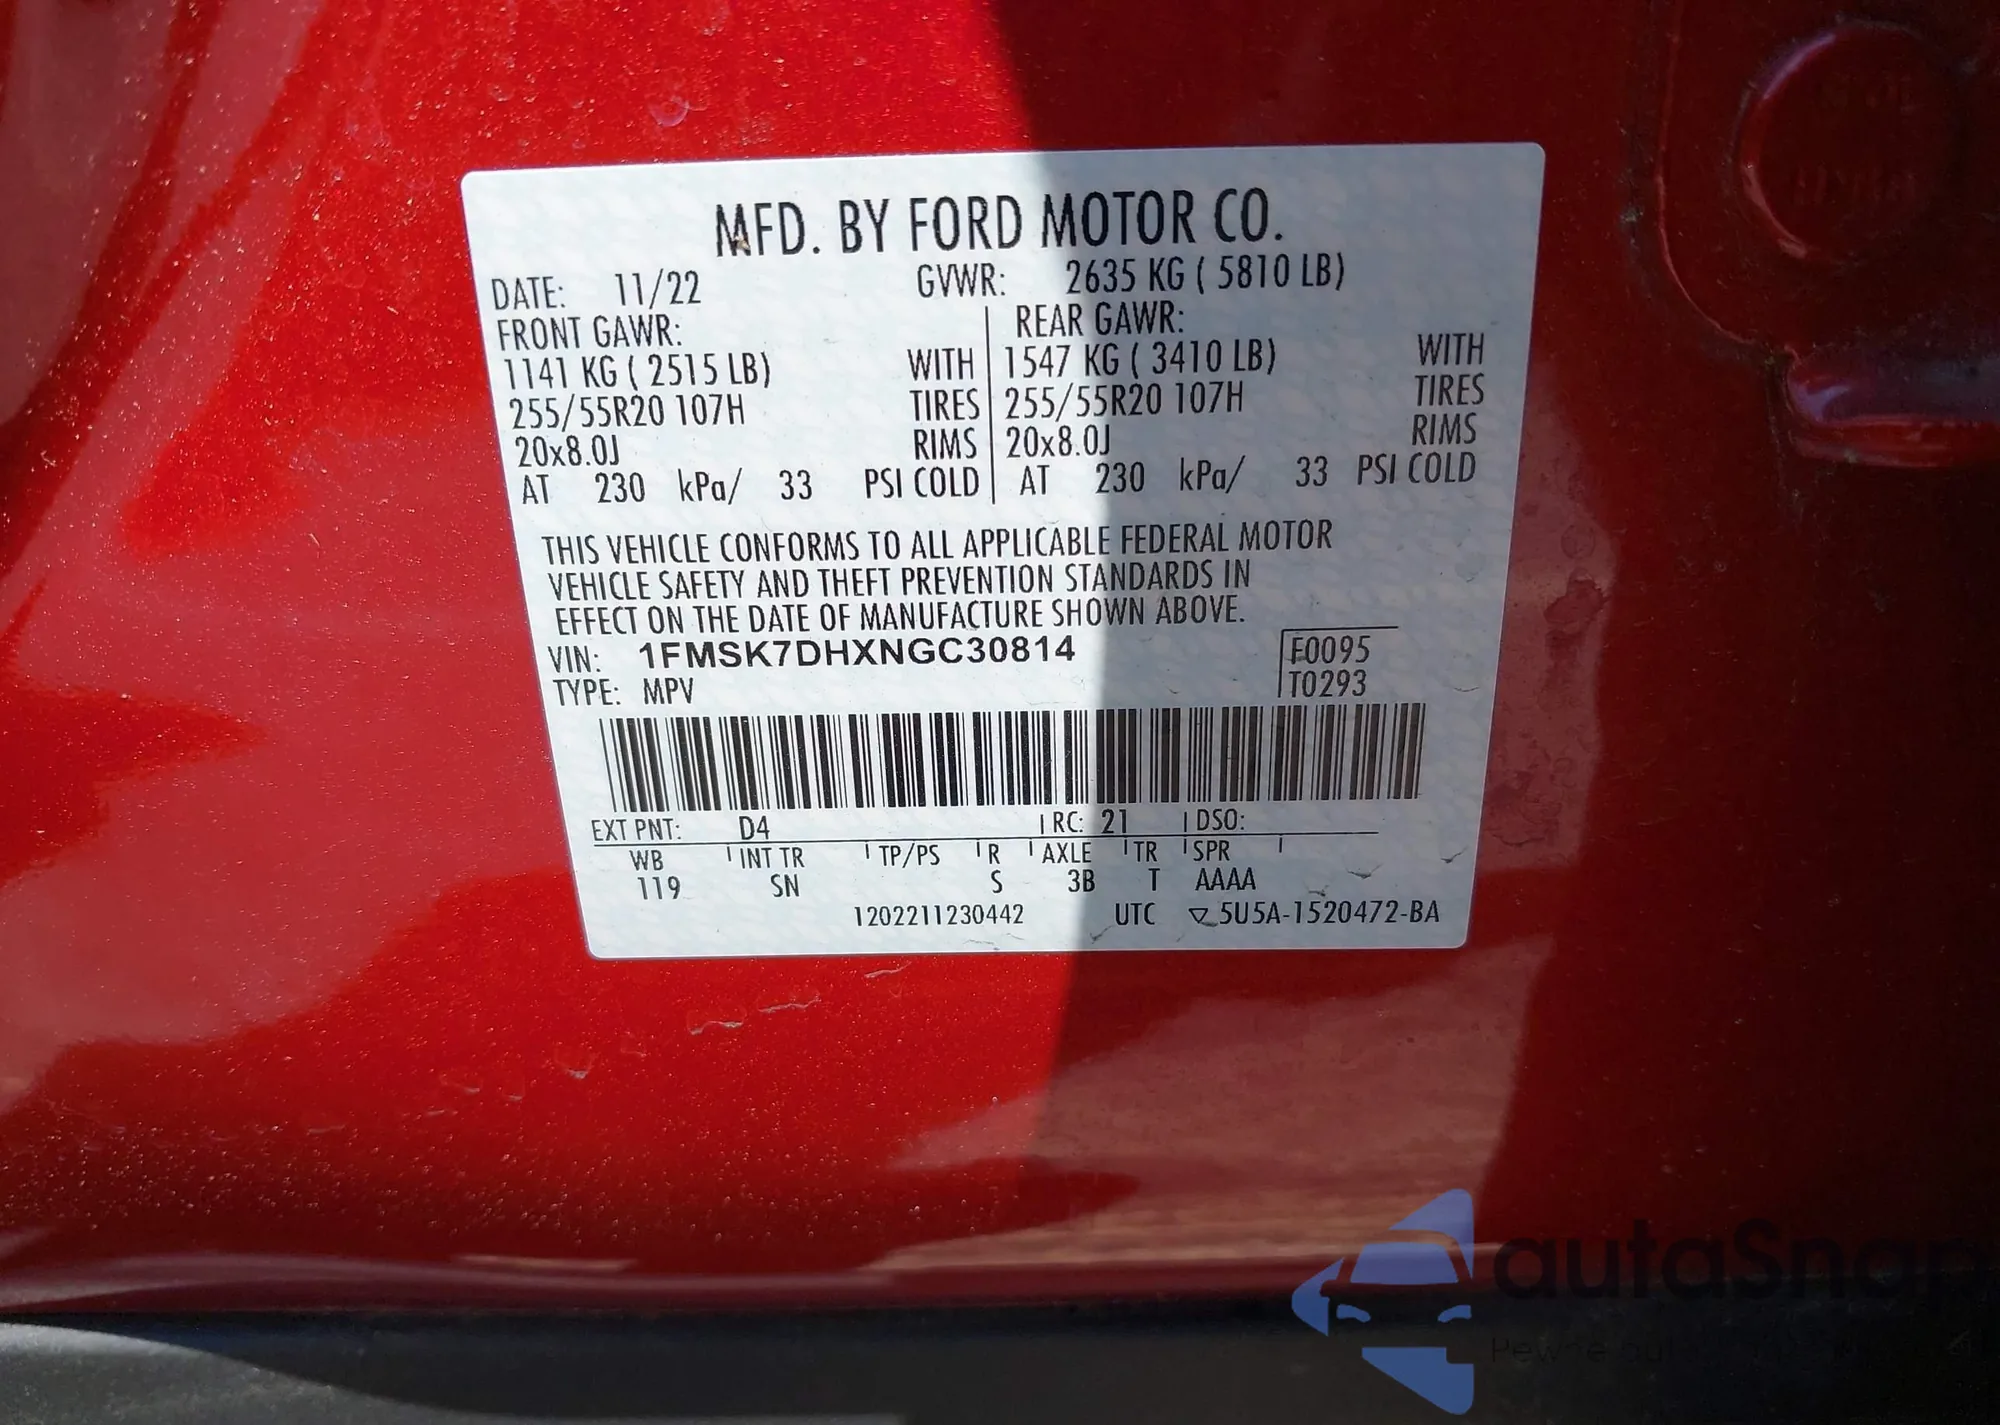 MFD. BY FORD MOTOR CO.
DATE: 11/22 GVWR: 2635 KG ( 5810 LB)
FRONT GAWR: REAR GAWR:
1141 KG ( 2515 LB) WITH 1547 KG ( 3410 LB) WITH
255/55R20 107H TIRES 255/55R20 107H TIRES
20x8.0J RIMS 20x8.0J RIMS
AT 230 kPa/ 33 PSI COLD AT 230 kPa/ 33 PSI COLD
THIS VEHICLE CONFORMS TO ALL APPLICABLE FEDERAL MOTOR
VEHICLE SAFETY AND THEFT PREVENTION STANDARDS IN
EFFECT ON THE DATE OF MANUFACTURE SHOWN ABOVE.
VIN: 1FMSK7DHXNGC30814 F0095
TYPE: MPV T0293
EXT PNT: D4 RC: 21 DSO:
WB INT TR TP/PS R AXLE TR SPR
119 SN S 3B T AAAA
1202211230442 UTC 5U5A-1520472-BA
autaSnap